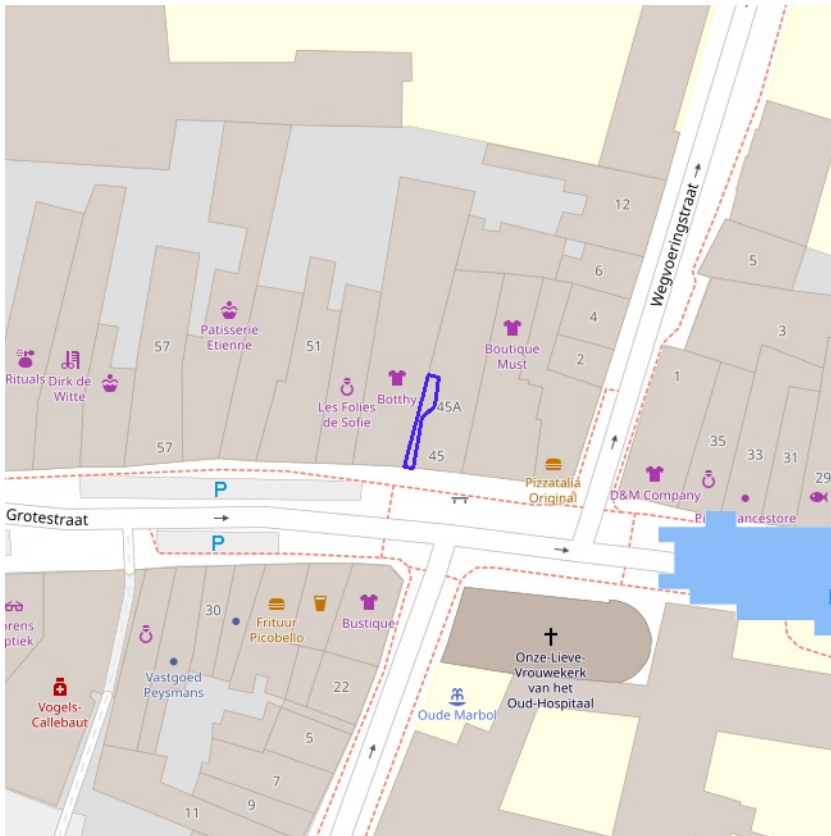 12
Wegvoeringstraat
6
5
4
3
Patisserie
Etienne
57
51
Boutique
Must
2
Rituals
Dirk de
Witte
1
Botthy
45A
Les Folies
de Sofie
57
45
35
33
31
29
Pizzatalia
Original
D&M Company
P
Grotestraat
P
30
Frituur
Picobello
Bustique
Onze-Lieve-
Vrouwekerk
van het
Oud-Hospitaal
Vastgoed
Peysmans
22
Vogels-
Callebaut
Oude Marbol
5
7
9
11